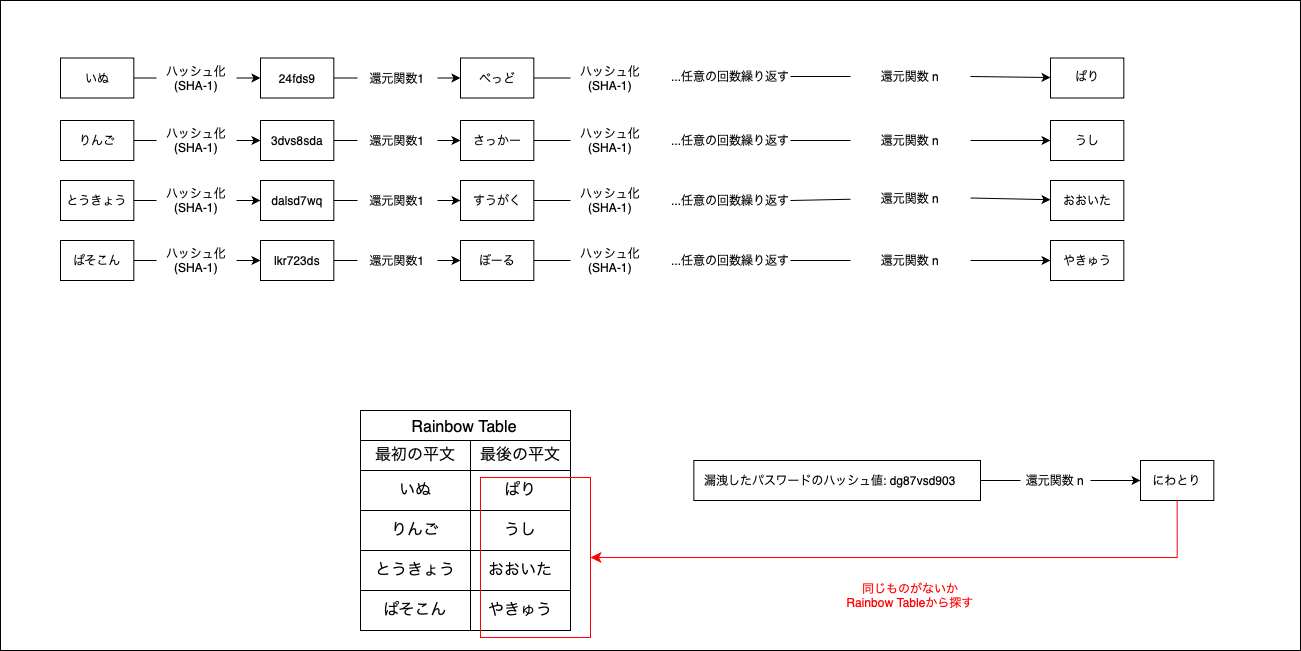 いぬ
ハッシュ化
(SHA-1)
24fds9
還元関数1
べっど
ハッシュ化
(SHA-1)
...任意の回数繰り返す
還元関数 n
ぱり
りんご
ハッシュ化
(SHA-1)
3dvs8sda
還元関数1
さっかー
ハッシュ化
(SHA-1)
...任意の回数繰り返す
還元関数 n
うし
とうきょう
ハッシュ化
(SHA-1)
dalsd7wq
還元関数1
すうがく
ハッシュ化
(SHA-1)
...任意の回数繰り返す
還元関数 n
おおいた
ぱそこん
ハッシュ化
(SHA-1)
lkr723ds
還元関数1
ぼーる
ハッシュ化
(SHA-1)
...任意の回数繰り返す
還元関数 n
やきゅう
Rainbow Table
最初の平文
最後の平文
いぬ
ぱり
りんご
うし
とうきょう
おおいた
ぱそこん
やきゅう
漏洩したパスワードのハッシュ値: dg87vsd903
還元関数 n
にわとり
同じものがないか
Rainbow Tableから探す